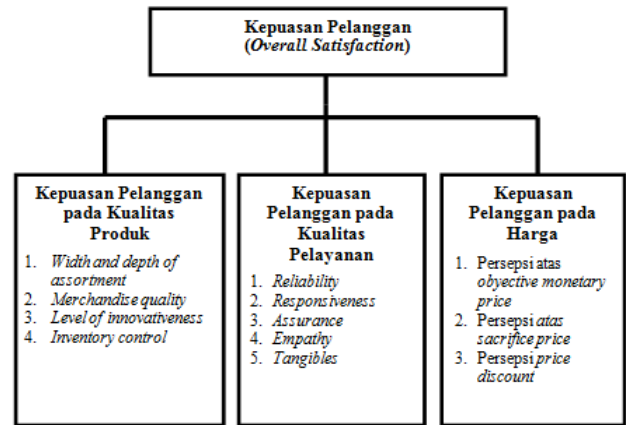 Kepuasan Pelanggan
(Overall Satisfaction)
Kepuasan Pelanggan
pada Kualitas
Produk
1. Width and depth of
assortment
2. Merchandise quality
3. Level of innovativeness
4. Inventory control
Kepuasan
Pelanggan pada
Kualitas
Pelayanan
1. Reliability
2. Responsiveness
3. Assurance
4. Empathy
5. Tangibles
Kepuasan
Pelanggan pada
Harga
1. Persepsi atas
obyective monetary
price
2. Persepsi atas
sacrifice price
3. Persepsi price
discount